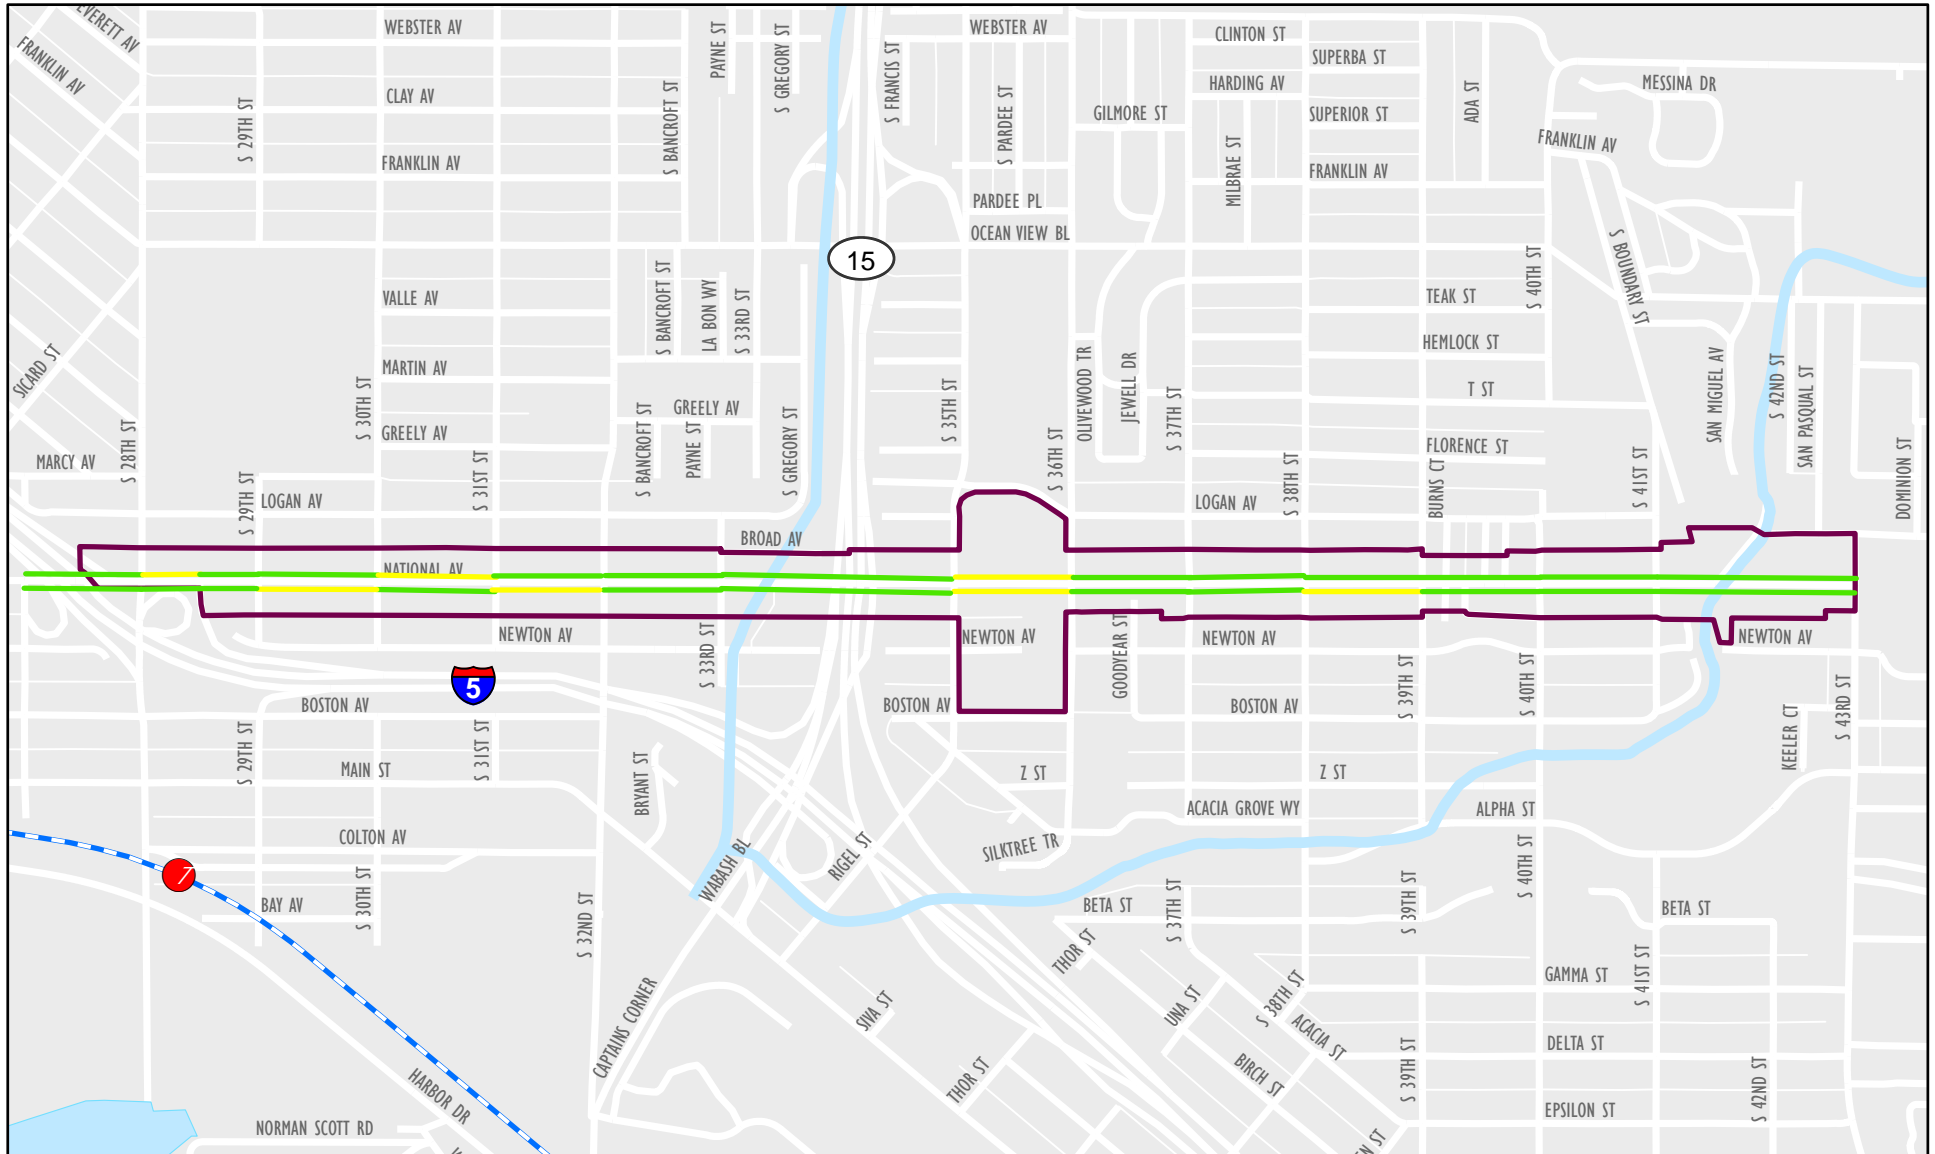 EVERETT AV
WEBSTER AV
PAYNE ST
S GREGORY ST
WEBSTER AV
CLINTON ST
SUPERBA ST
FRANKLIN AV
S FRANCIS ST
HARDING AV
MESSINA DR
CLAY AV
S BANCROFT ST
S PARDEE ST
GILMORE ST
SUPERIOR ST
ADA ST
S 29TH ST
FRANKLIN AV
FRANKLIN AV
MILBRAE ST
FRANKLIN AV
PARDEE PL
OCEAN VIEW BL
15
S BOUNDARY ST
S 40TH ST
VALLE AV
S BANCROFT ST
LA BON WY
S 33RD ST
TEAK ST
HEMLOCK ST
SICARD ST
MARTIN AV
S 30TH ST
S 35TH ST
OLIVEWOOD TR
JEWELL DR
S 37TH ST
T ST
SAN MIGUEL AV
S 42ND ST
SAN PASQUAL ST
GREELY AV
GREELY AV
S BANCROFT ST
PAYNE ST
S GREGORY ST
S 36TH ST
FLORENCE ST
MARCY AV
S 28TH ST
S 29TH ST
LOGAN AV
S 31ST ST
LOGAN AV
S 38TH ST
BURNS CT
S 41ST ST
DOMINION ST
BROAD AV
NATIONAL AV
NEWTON AV
S 33RD ST
NEWTON AV
GOODYEAR ST
NEWTON AV
NEWTON AV
5
BOSTON AV
BOSTON AV
BOSTON AV
S 39TH ST
S 40TH ST
S 43RD ST
KEELER CT
S 29TH ST
S 31ST ST
MAIN ST
BRYANT ST
Z ST
Z ST
ACACIA GROVE WY
ALPHA ST
COLTON AV
WABASH BL
RIGEL ST
SILKTREE TR
S 40TH ST
7
BAY AV
S 30TH ST
S 32ND ST
BETA ST
S 37TH ST
S 39TH ST
BETA ST
THOR ST
S 41ST ST
GAMMA ST
CAPTAINS CORNER
SIVA ST
UNA ST
S 38TH ST
ACACIA ST
DELTA ST
HARBOR DR
THOR ST
BIRCH ST
S 39TH ST
S 42ND ST
EPSILON ST
NORMAN SCOTT RD